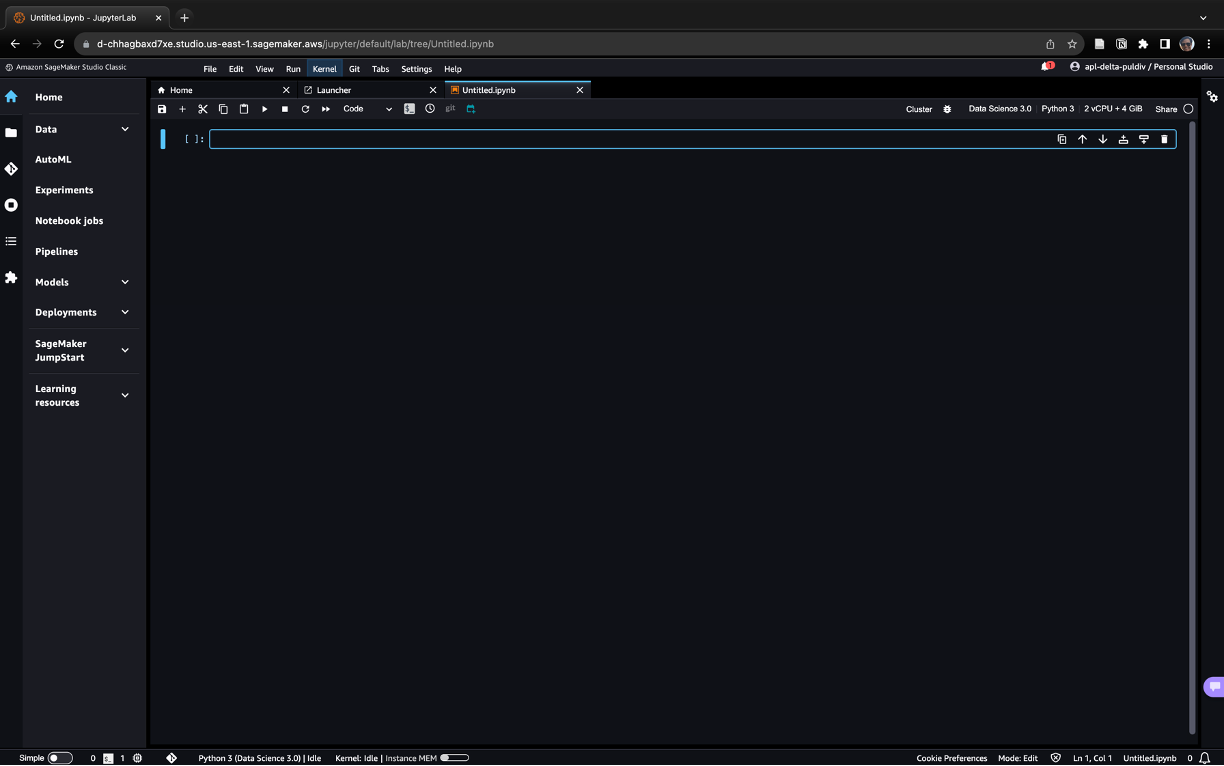 Untitled.ipynb - JupyterLab
d-chhagbaxd7xe.studio.us-east-1.sagemaker.aws/jupyter/default/lab/tree/Untitled.ipynb
Amazon SageMaker Studio Classic File Edit View Run Kernel Git Tabs Settings Help 1 apl-delta-puldiv / Personal Studio
Home Launcher Untitled.ipynb
Code $_ git Cluster Data Science 3.0 Python 3 2 vCPU + 4 GiB Share
[ ]:
Home
Data
AutoML
Experiments
Notebook jobs
Pipelines
Models
Deployments
SageMaker
JumpStart
Learning
resources
Simple 0 $_ 1 Python 3 (Data Science 3.0) | Idle Kernel: Idle | Instance MEM Cookie Preferences Mode: Edit Ln 1, Col 1 Untitled.ipynb 0